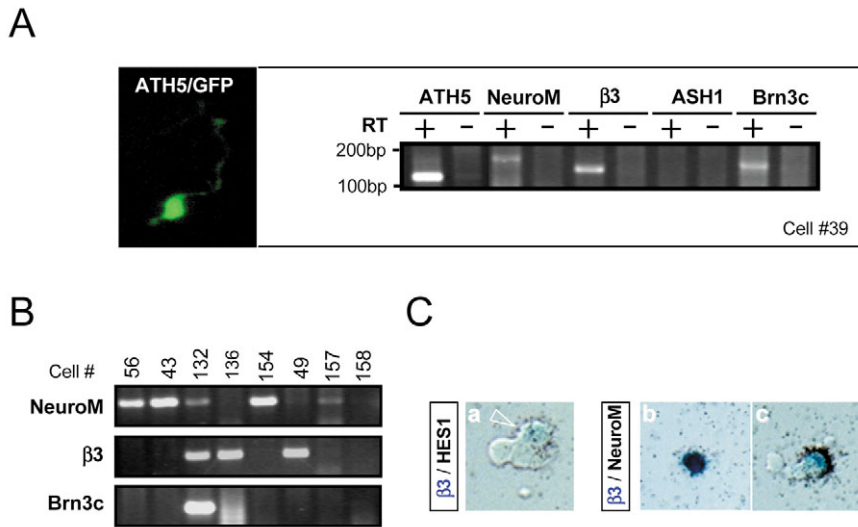 A
ATH5/GFP
ATH5 NeuroM β3 ASH1 Brn3c
RT + - + - + - + - + -
200bp
100bp
Cell #39
B
Cell # 56 43 132 136 154 49 157 158
NeuroM
β3
Brn3c
C
β3 / HES1
a
β3 / NeuroM
b
c